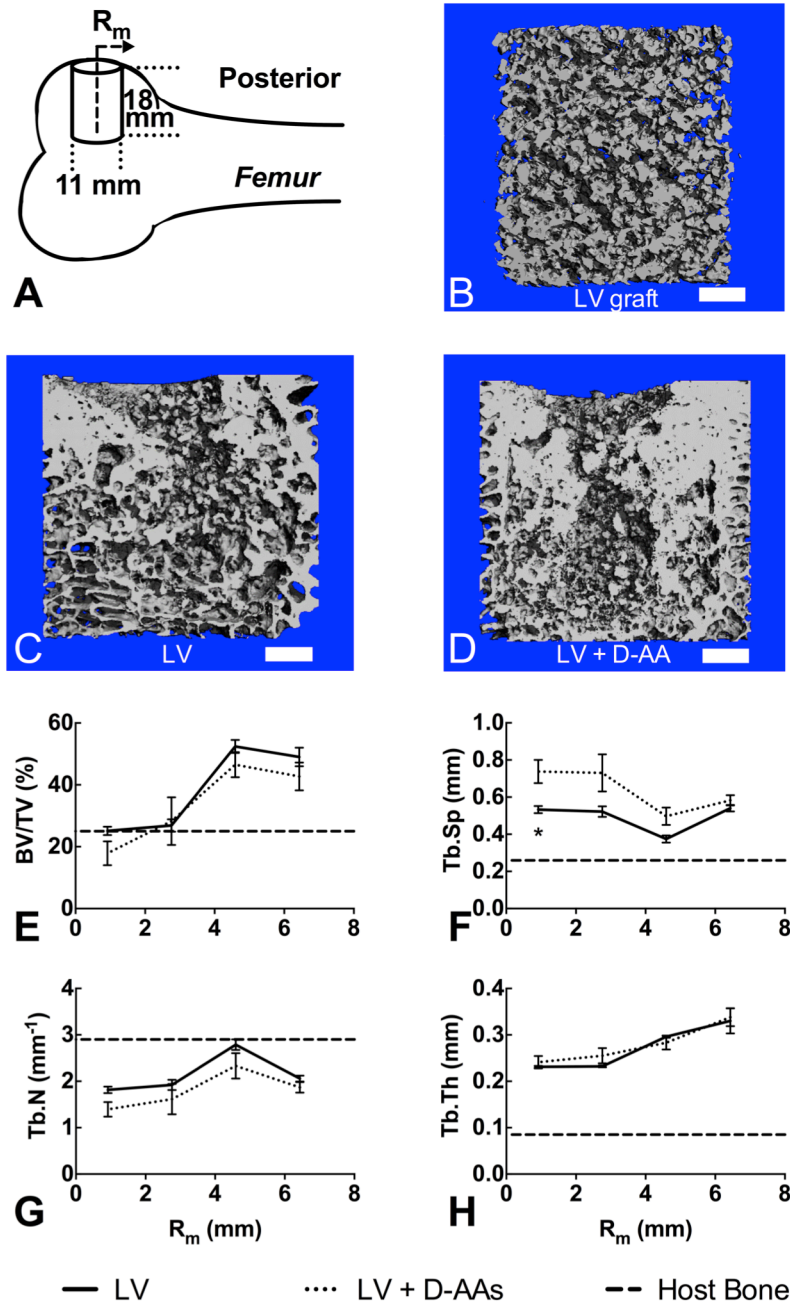 Rm
Posterior
18
mm
11 mm
Femur
A
B
LV graft
C
LV
D
LV + D-AA
60
40
20
0
BV/TV (%)
0 2 4 6 8
E
1.0
0.8
0.6
0.4
0.2
0.0
Tb.Sp (mm)
*
0 2 4 6 8
F
4
3
2
1
0
Tb.N (mm-1)
0 2 4 6 8
Rm (mm)
G
0.4
0.3
0.2
0.1
0.0
Tb.Th (mm)
0 2 4 6 8
Rm (mm)
H
LV LV + D-AAs Host Bone